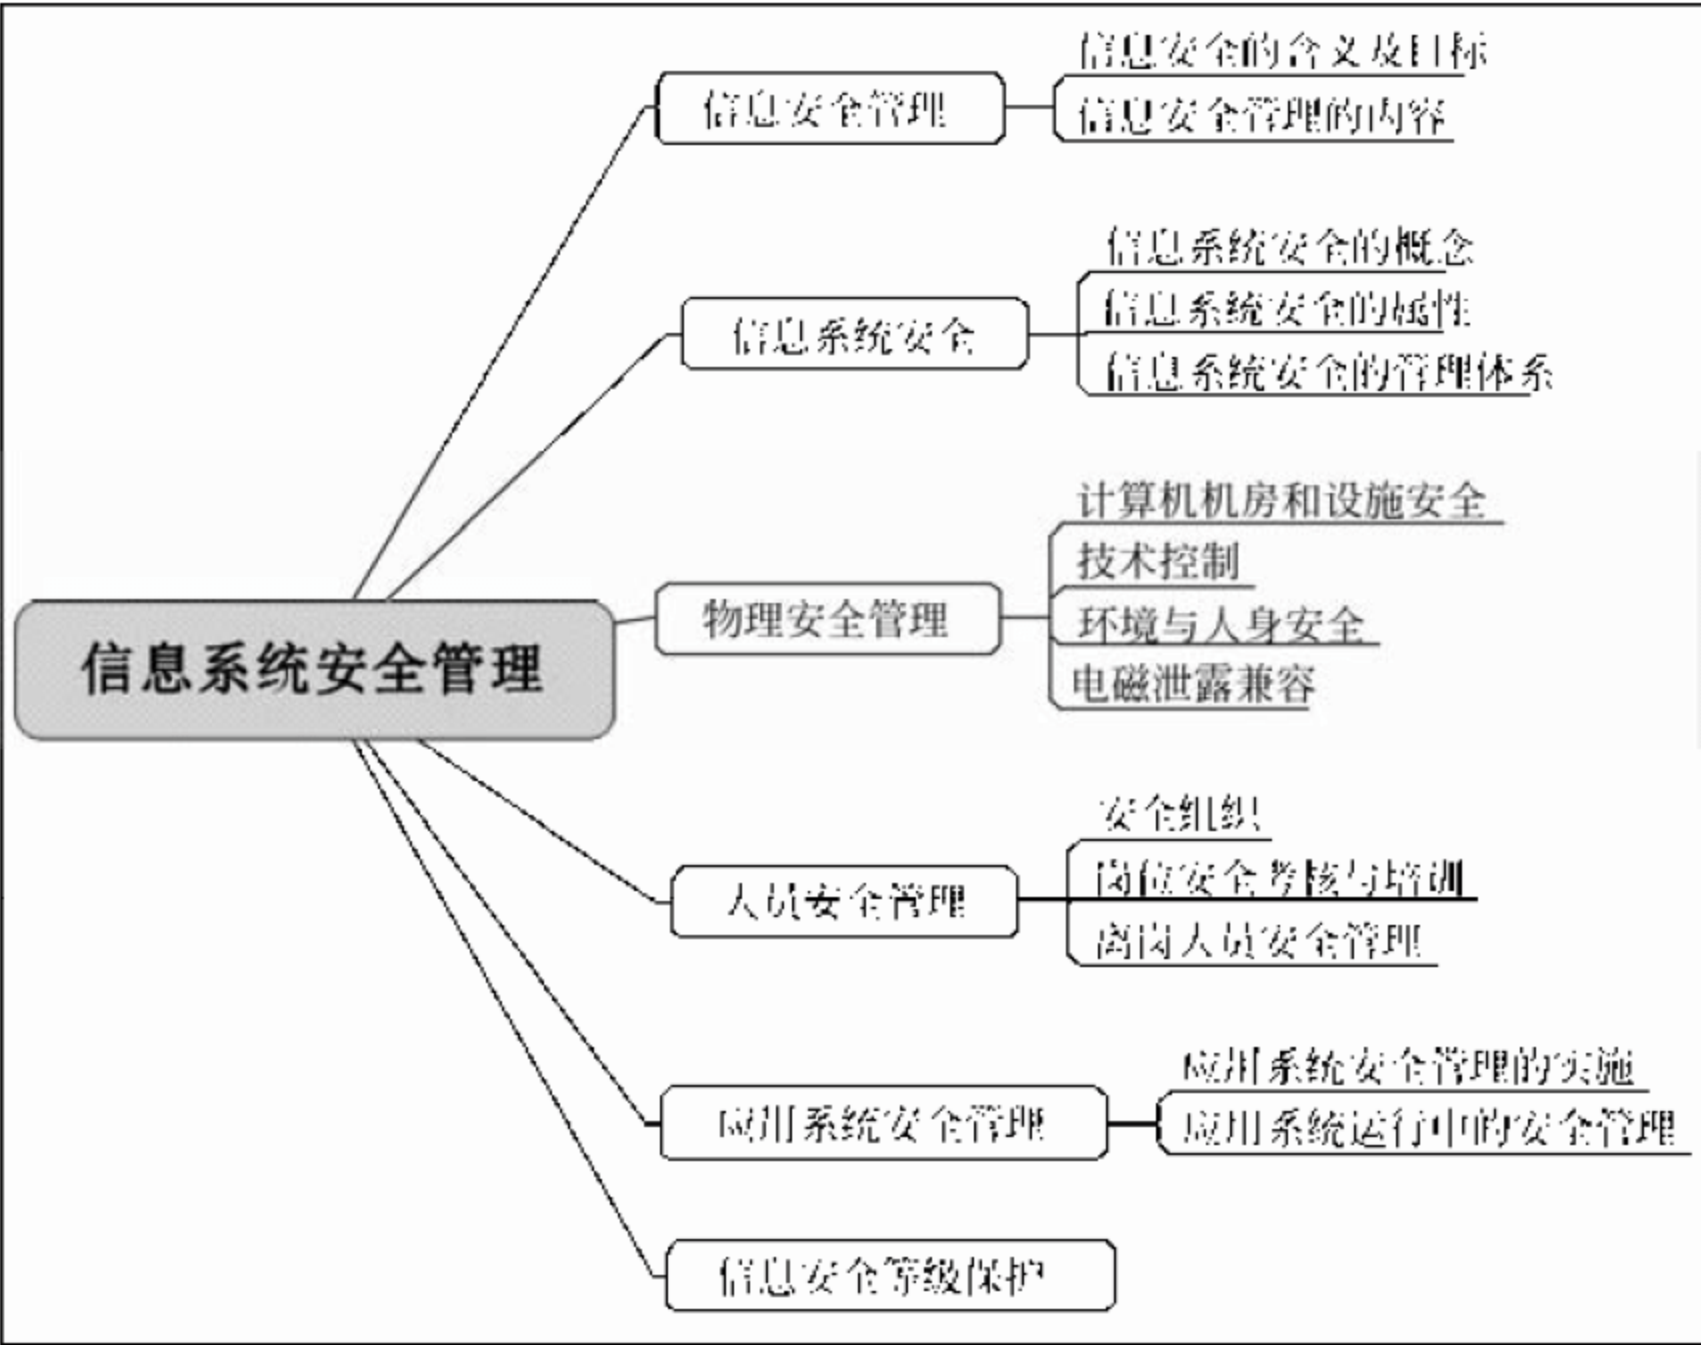 信息系统安全管理
信息安全管理
信息安全的含义及目标
信息安全管理的内容
信息系统安全
信息系统安全的概念
信息系统安全的属性
信息系统安全的管理体系
物理安全管理
计算机机房和设施安全
技术控制
环境与人身安全
电磁泄露兼容
人员安全管理
安全组织
岗位安全考核与培训
离岗人员安全管理
应用系统安全管理
应用系统安全管理的实施
应用系统运行中的安全管理
信息安全等级保护